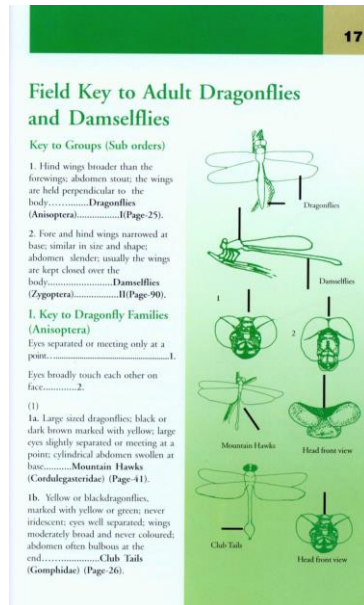 17
Field Key to Adult Dragonflies
and Damselflies
Key to Groups (Sub orders)
1. Hind wings broader than the
forewings; abdomen stout; the wings
are held perpendicular to the
body..............Dragonflies
(Anisoptera)..................I(Page-25).
2. Fore and hind wings narrowed at
base; similar in size and shape;
abdomen slender; usually the wings
are kept closed over the
body....................Damselflies
(Zygoptera)...................II(Page-90).
I. Key to Dragonfly Families
(Anisoptera)
Eyes separated or meeting only at a
point................................................1.
Eyes broadly touch each other on
face.............2.
(1)
1a. Large sized dragonflies; black or
dark brown marked with yellow; large
eyes slightly separated or meeting at a
point; cylindrical abdomen swollen at
base...........Mountain Hawks
(Cordulegasteridae) (Page-41).
1b. Yellow or blackdragonflies,
marked with yellow or green; never
iridescent; eyes well separated; wings
moderately broad and never coloured;
abdomen often bulbous at the
end...................Club Tails
(Gomphidae) (Page-26).
Dragonflies
Damselflies
1
2
Mountain Hawks
Head front view
Club Tails
Head front view